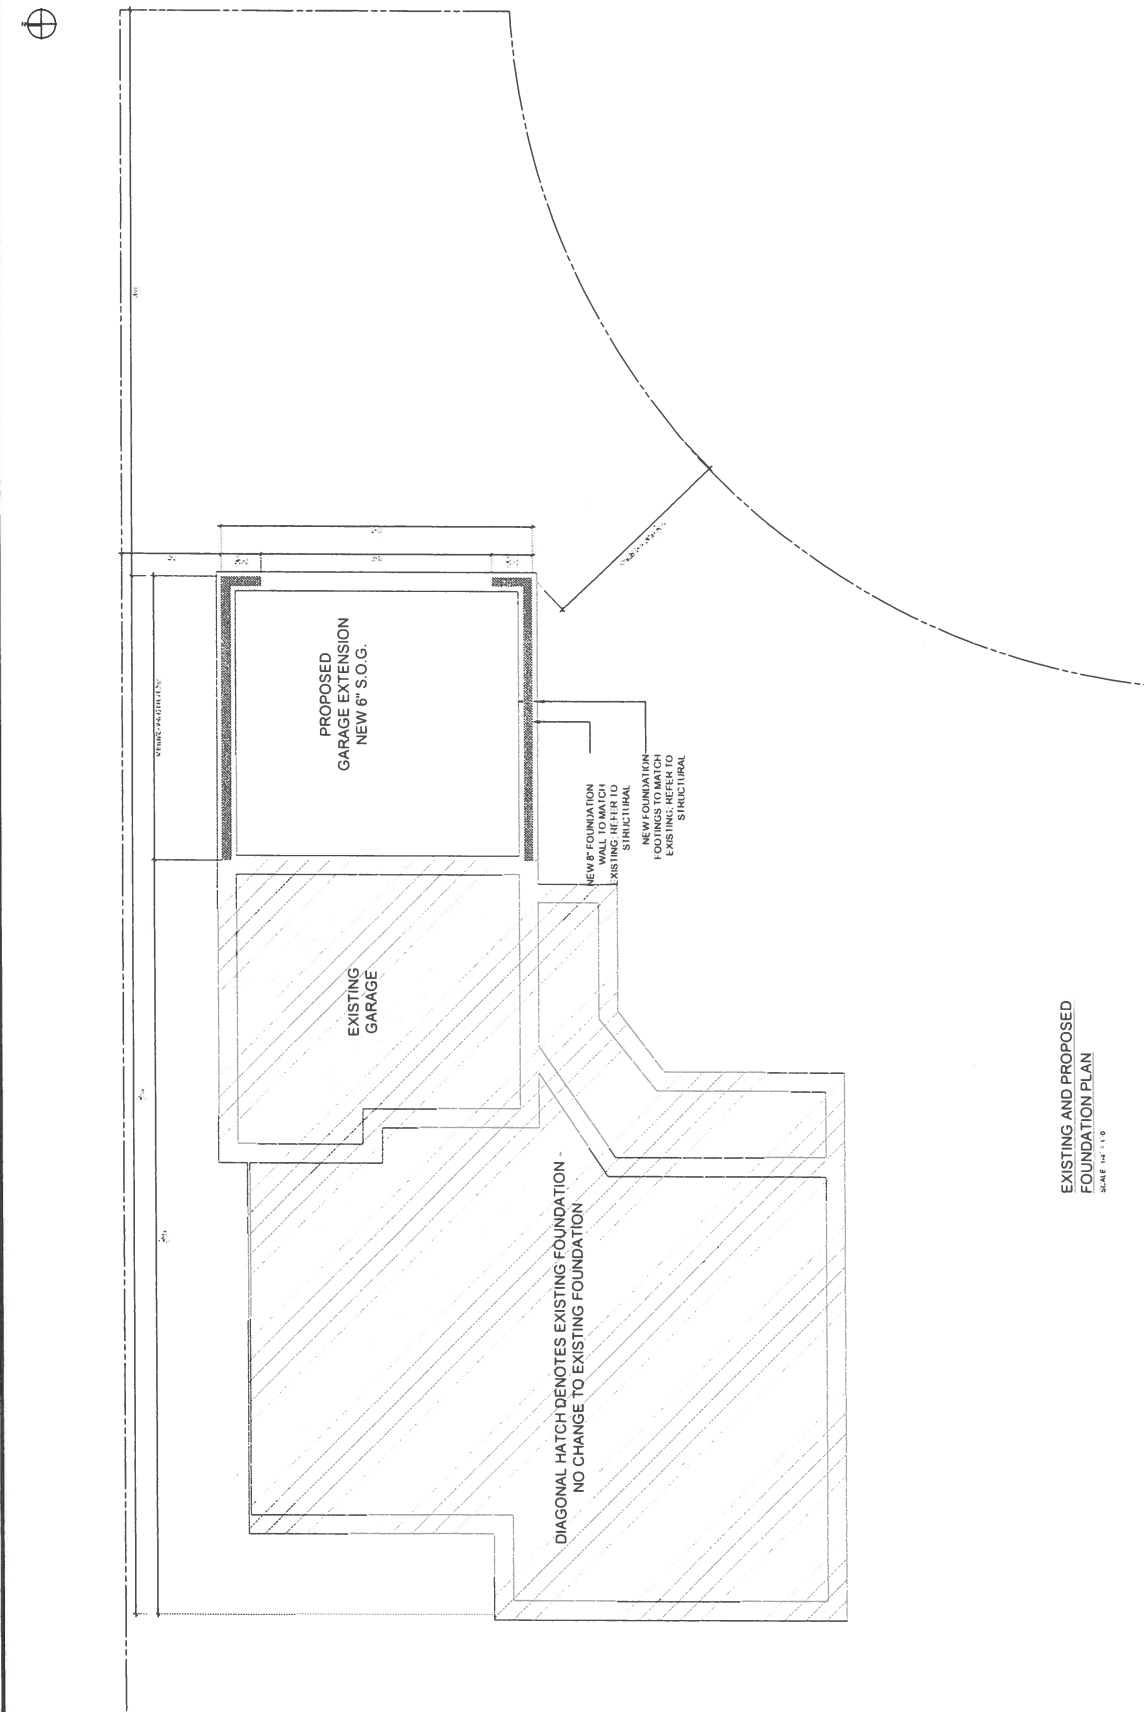 PROPOSED
GARAGE EXTENSION
NEW 6" S.O.G.
EXISTING
GARAGE
NEW 8" FOUNDATION
WALL TO MATCH
EXISTING; REFER TO
STRUCTURAL
NEW FOUNDATION
FOOTINGS TO MATCH
EXISTING; REFER TO
STRUCTURAL
DIAGONAL HATCH DENOTES EXISTING FOUNDATION -
NO CHANGE TO EXISTING FOUNDATION
EXISTING AND PROPOSED
FOUNDATION PLAN
SCALE